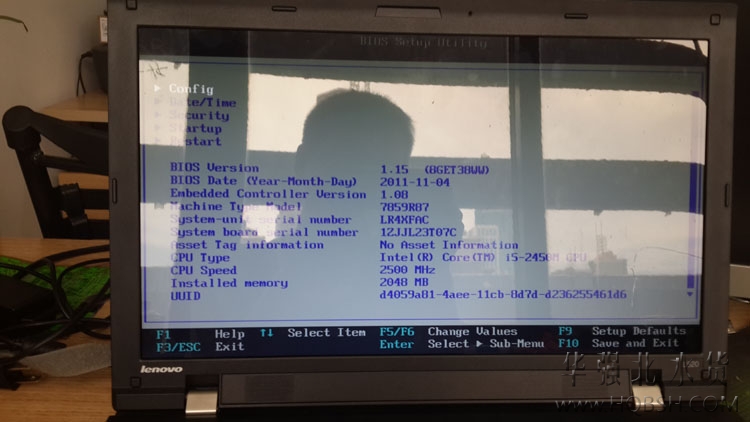 BIOS Setup Utility
► Config
► Date/Time
► Security
► Startup
► Restart
BIOS Version 1.15 (8GET38WW)
BIOS Date (Year-Month-Day) 2011-11-04
Embedded Controller Version 1.08
Machine Type Model 7859R87
System-unit serial number LR4XFAC
System board serial number 1ZJJL23T07C
Asset Tag information No Asset Information
CPU Type Intel(R) Core(TM) i5-2450M CPU
CPU Speed 2500 MHz
Installed memory 2048 MB
UUID d4059a81-4aee-11cb-8d7d-d236255461d6
F1 Help ↑↓ Select Item F5/F6 Change Values F9 Setup Defaults
F3/ESC Exit Enter Select ► Sub-Menu F10 Save and Exit
lenovo
华强北水货
www.HQBSH.COM